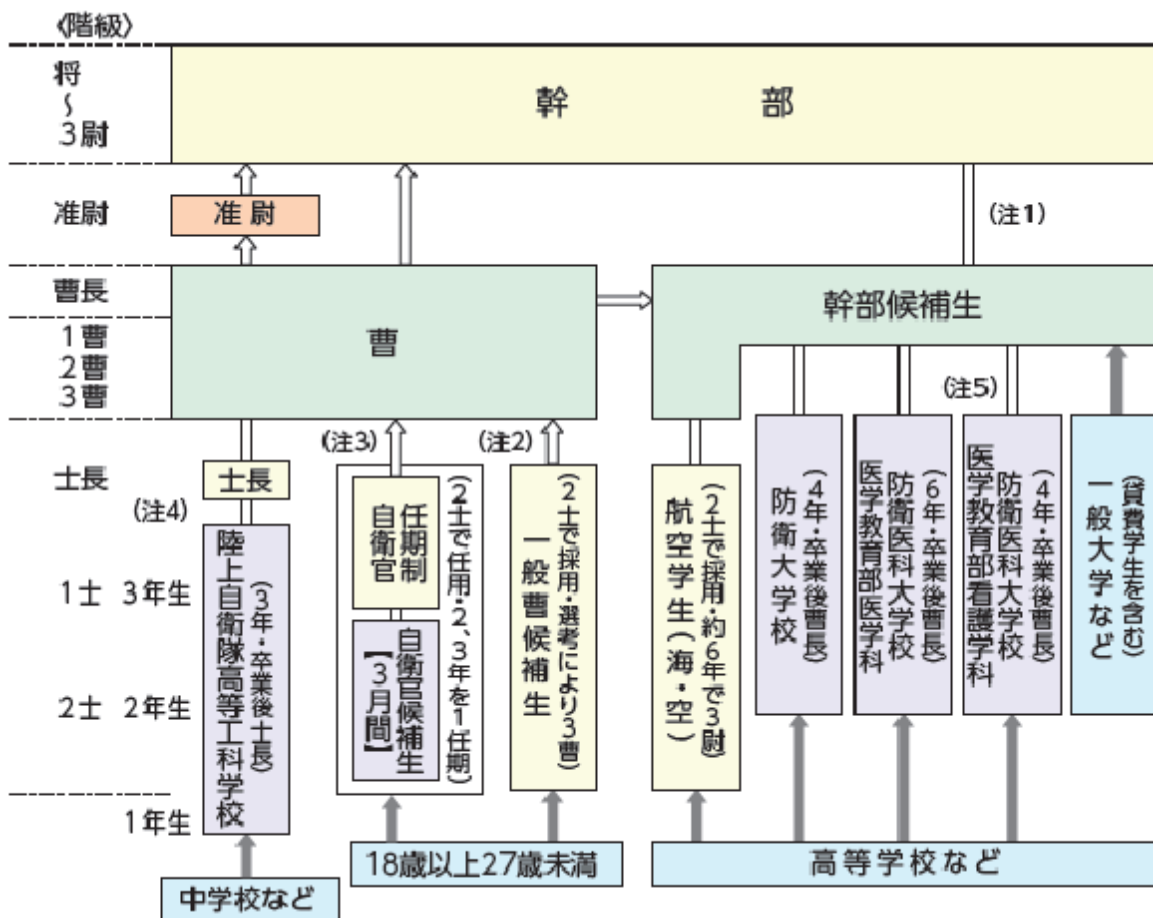 〈階級〉
将
〜
3尉
幹部
准尉
准尉
(注1)
曹長
1曹
2曹
3曹
曹
幹部候補生
(注5)
(注3)
(注2)
士長
士長
(注4)
1士 3年生
2士 2年生
1年生
陸上自衛隊高等工科学校
(3年・卒業後士長)
任期制
自衛官
自衛官候補生
【3月間】
(2士で任用・2、3年を1任期)
一般曹候補生
(2士で採用・選考により3曹)
航空学生(海・空)
(2士で採用・約6年で3尉)
防衛大学校
(4年・卒業後曹長)
防衛医科大学校
医学教育部医学科
(6年・卒業後曹長)
防衛医科大学校
医学教育部看護学科
(4年・卒業後曹長)
一般大学など
(貸費学生を含む)
中学校など
18歳以上27歳未満
高等学校など